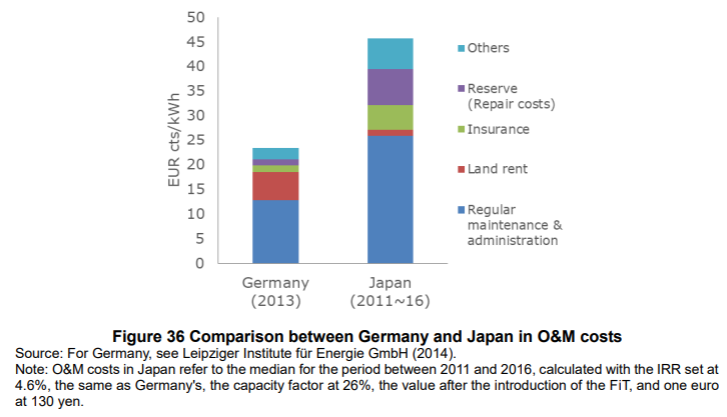 50
45
40
35
30
25
20
15
10
5
0
EUR cts/kWh
Germany
(2013)
Japan
(2011~16)
Others
Reserve
(Repair costs)
Insurance
Land rent
Regular
maintenance &
administration
Figure 36 Comparison between Germany and Japan in O&M costs
Source: For Germany, see Leipziger Institute für Energie GmbH (2014).
Note: O&M costs in Japan refer to the median for the period between 2011 and 2016, calculated with the IRR set at
4.6%, the same as Germany's, the capacity factor at 26%, the value after the introduction of the FiT, and one euro
at 130 yen.